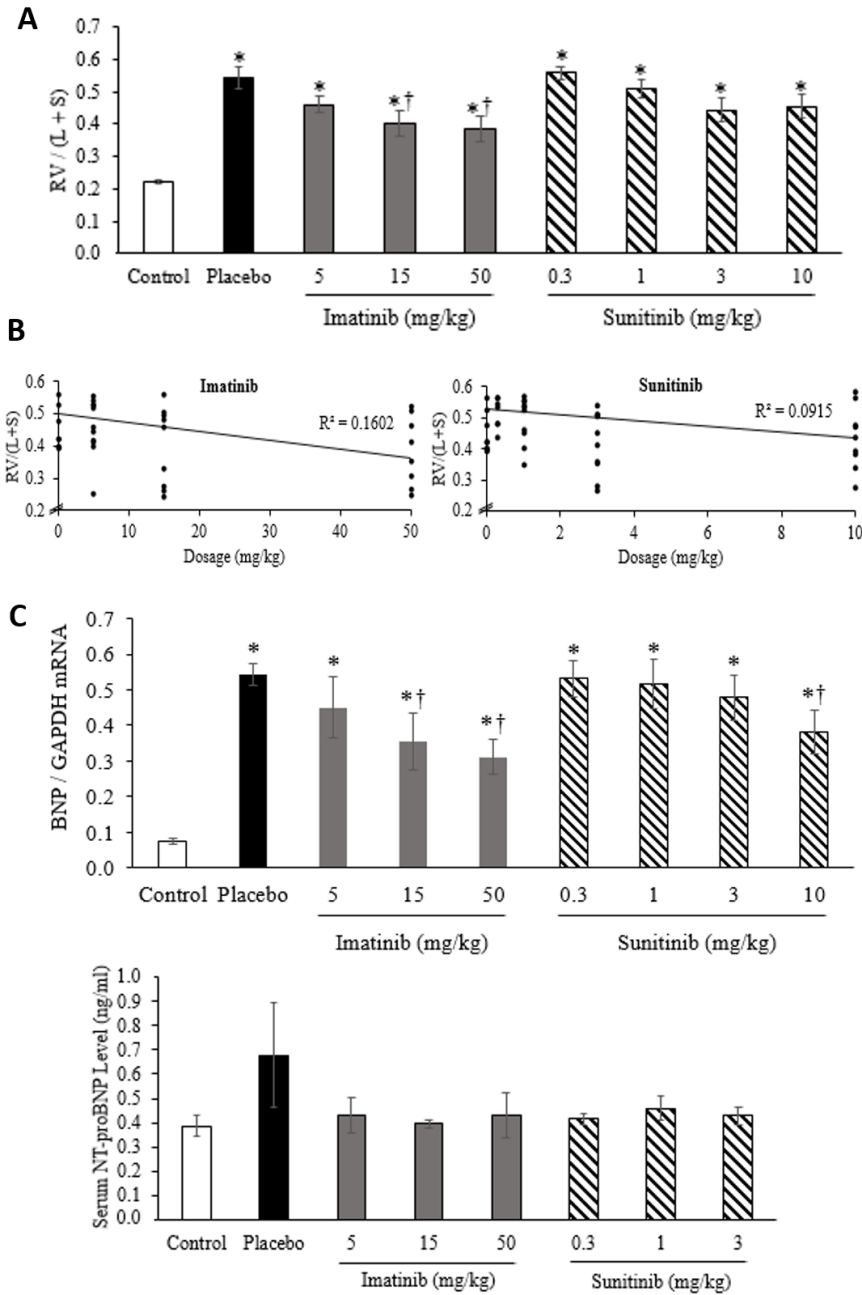 A
RV / (L + S)
0.7
0.6
0.5
0.4
0.3
0.2
0.1
0.0
* * *† *† * * * *
* *
Control Placebo 5 15 50 0.3 1 3 10
Imatinib (mg/kg) Sunitinib (mg/kg)
B
Imatinib
RV/(L+S)
0.6
0.5
0.4
0.3
0.2
R² = 0.1602
0 10 20 30 40 50
Dosage (mg/kg)
Sunitinib
RV/(L+S)
0.6
0.5
0.4
0.3
0.2
R² = 0.0915
0 2 4 6 8 10
Dosage (mg/kg)
C
BNP / GAPDH mRNA
0.7
0.6
0.5
0.4
0.3
0.2
0.1
0.0
* * *† *† * * * *†
Control Placebo 5 15 50 0.3 1 3 10
Imatinib (mg/kg) Sunitinib (mg/kg)
Serum NT-proBNP Level (ng/ml)
1.0
0.9
0.8
0.7
0.6
0.5
0.4
0.3
0.2
0.1
0.0
Control Placebo 5 15 50 0.3 1 3
Imatinib (mg/kg) Sunitinib (mg/kg)